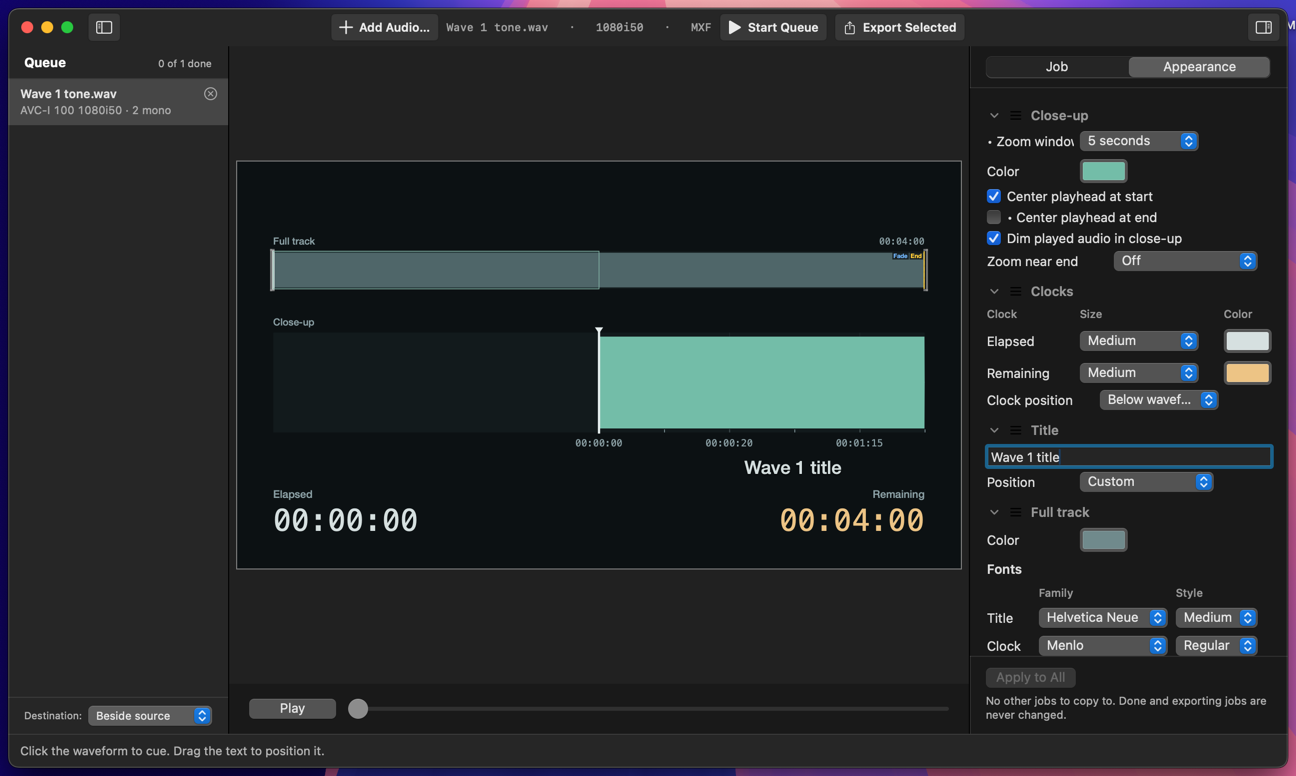 Add Audio...
Wave 1 tone.wav · 1080i50 · MXF
Start Queue
Export Selected
Queue
0 of 1 done
Wave 1 tone.wav
AVC-I 100 1080i50 · 2 mono
Destination:
Beside source
Full track
00:04:00
Fade End
Close-up
00:00:00
00:00:20
00:01:15
Wave 1 title
Elapsed
Remaining
00:00:00
00:04:00
Play
Job
Appearance
Close-up
• Zoom window
5 seconds
Color
Center playhead at start
• Center playhead at end
Dim played audio in close-up
Zoom near end
Off
Clocks
Clock
Size
Color
Elapsed
Medium
Remaining
Medium
Clock position
Below wavef...
Title
Wave 1 title
Position
Custom
Full track
Color
Fonts
Family
Style
Title
Helvetica Neue
Medium
Clock
Menlo
Regular
Apply to All
No other jobs to copy to. Done and exporting jobs are
never changed.
Click the waveform to cue. Drag the text to position it.